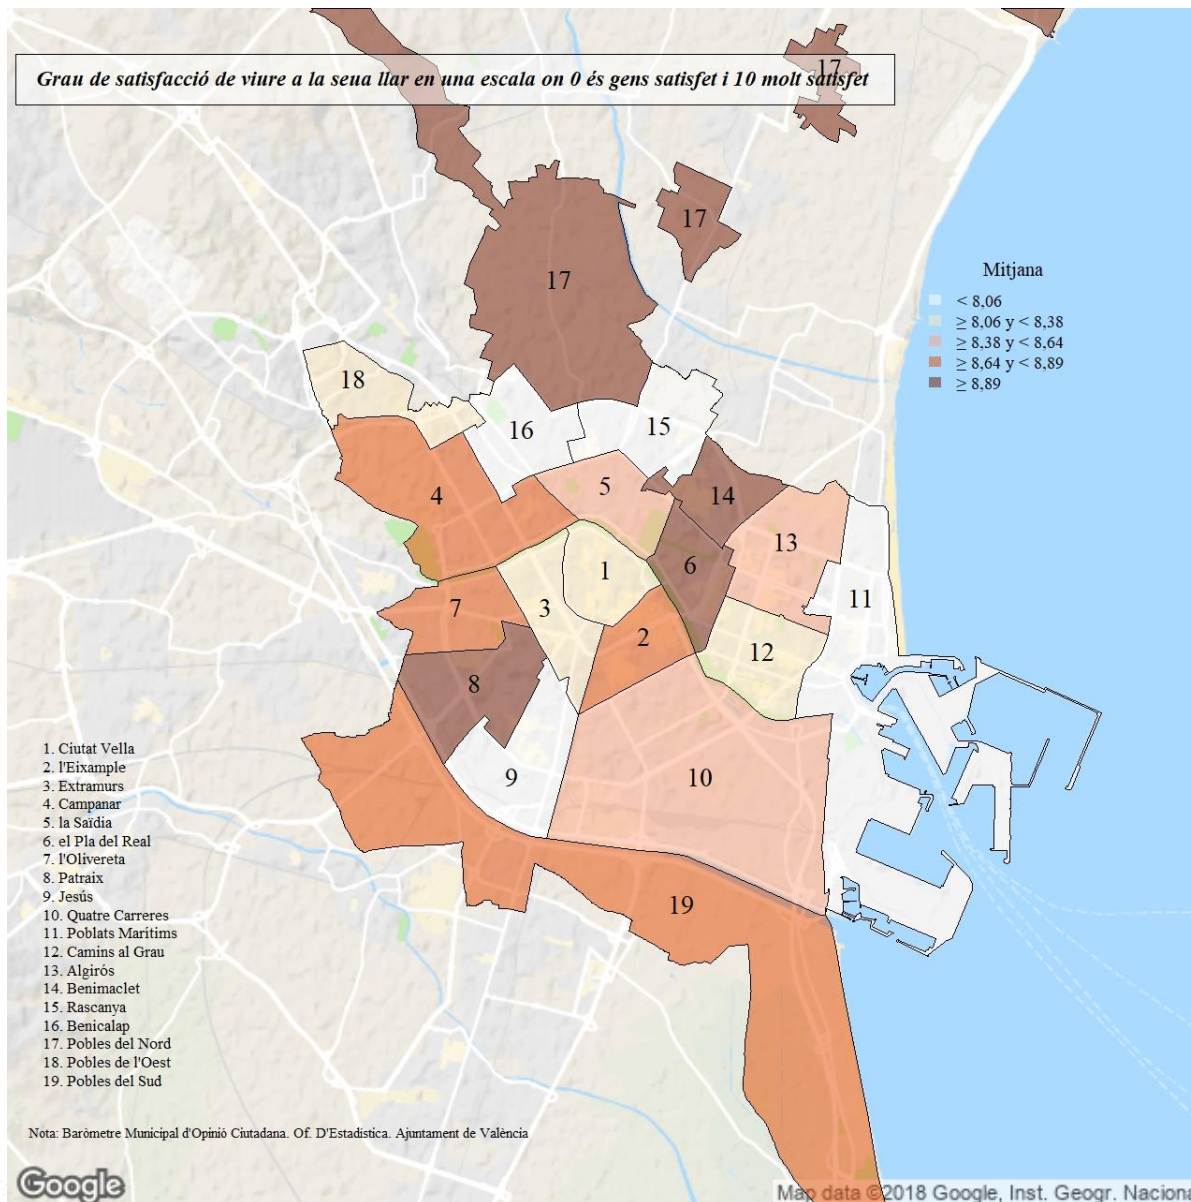 Grau de satisfacció de viure a la seua llar en una escala on 0 és gens satisfet i 10 molt satisfet
17
17
17
Mitjana
< 8,06
≥ 8,06 y < 8,38
≥ 8,38 y < 8,64
≥ 8,64 y < 8,89
≥ 8,89
18
16
15
4
5
14
13
1
6
7
3
11
2
12
8
9
10
19
1. Ciutat Vella
2. l'Eixample
3. Extramurs
4. Campanar
5. la Saïdia
6. el Pla del Real
7. l'Olivereta
8. Patraix
9. Jesús
10. Quatre Carreres
11. Poblats Marítims
12. Camins al Grau
13. Algirós
14. Benimaclet
15. Rascanya
16. Benicalap
17. Pobles del Nord
18. Pobles de l'Oest
19. Pobles del Sud
Nota: Baròmetre Municipal d'Opinió Ciutadana. Of. D'Estadística. Ajuntament de València
Google
Map data ©2018 Google, Inst. Geogr. Nacion